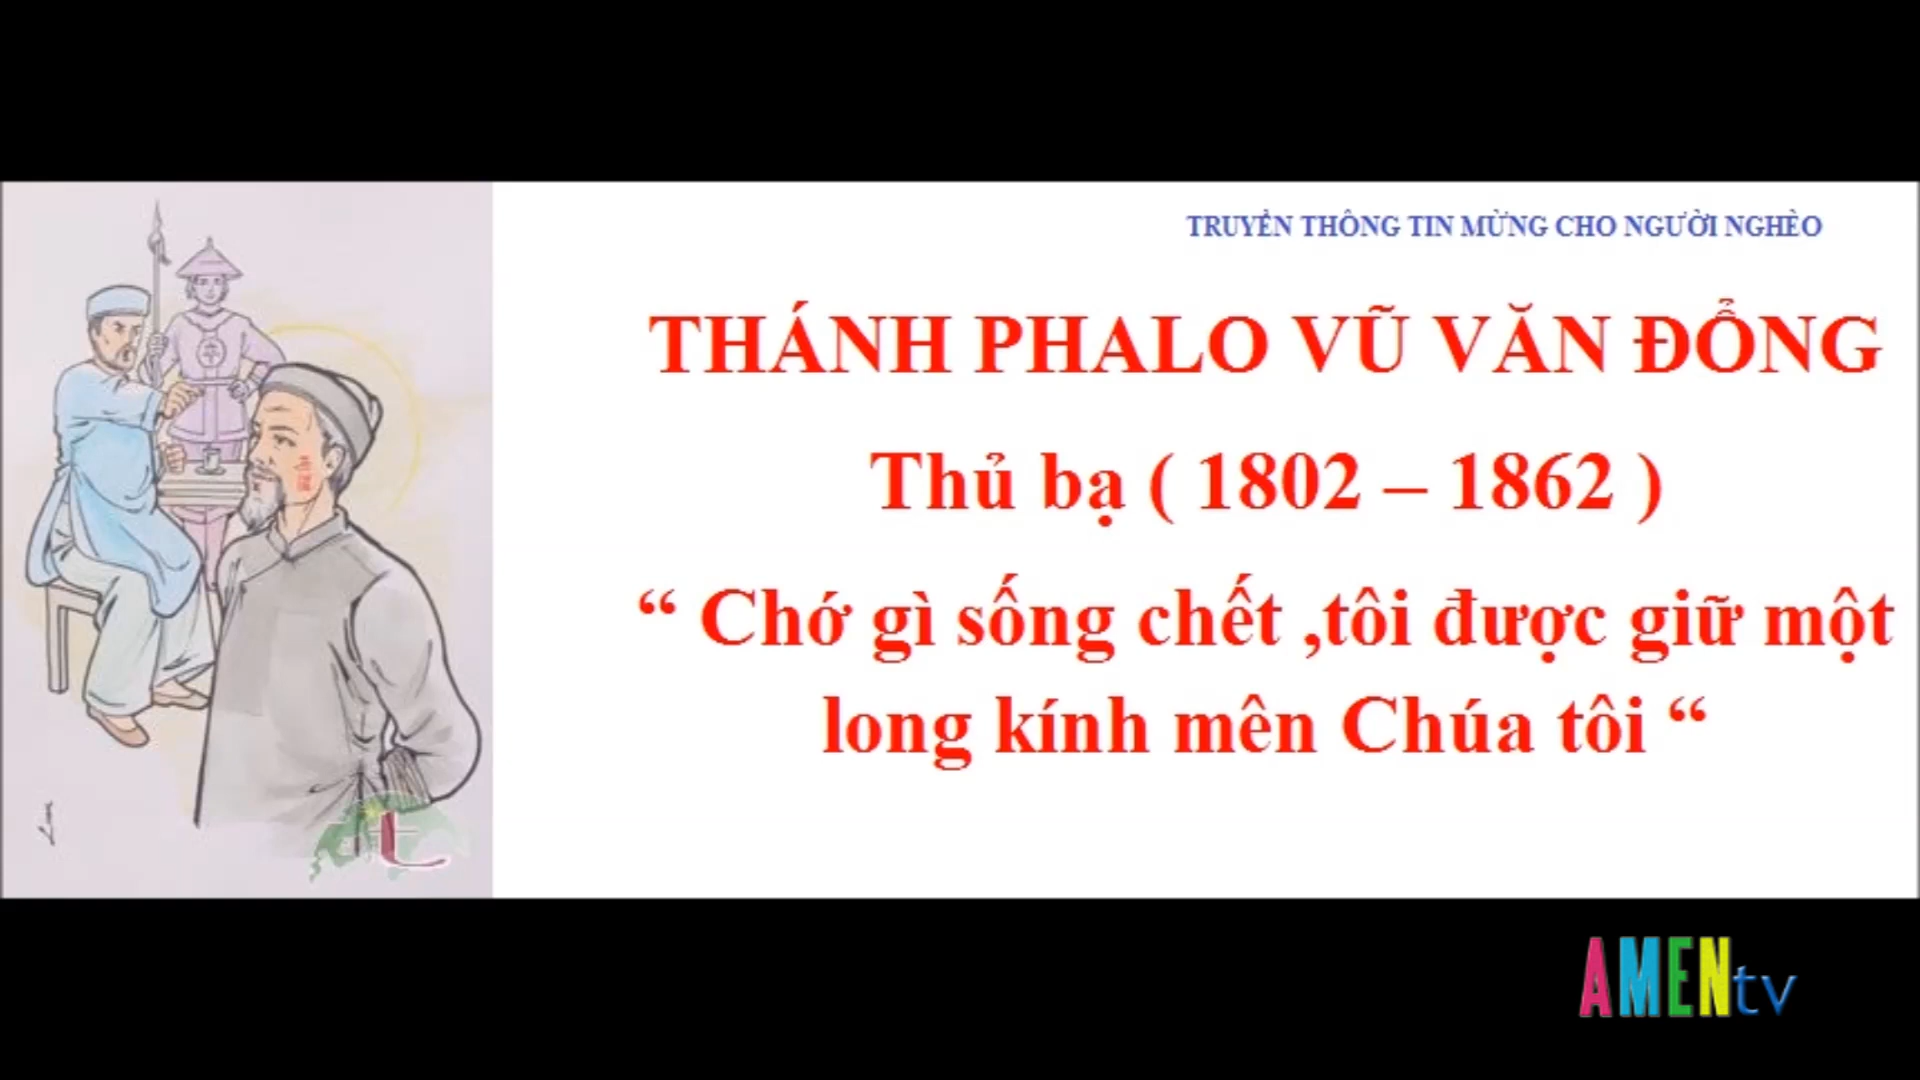 TRUYỀN THÔNG TIN MỪNG CHO NGƯỜI NGHÈO
THÁNH PHALO VŨ VĂN ĐỔNG
Thủ bạ ( 1802 – 1862 )
“ Chớ gì sống chết ,tôi được giữ một
long kính mên Chúa tôi “
AMENtv